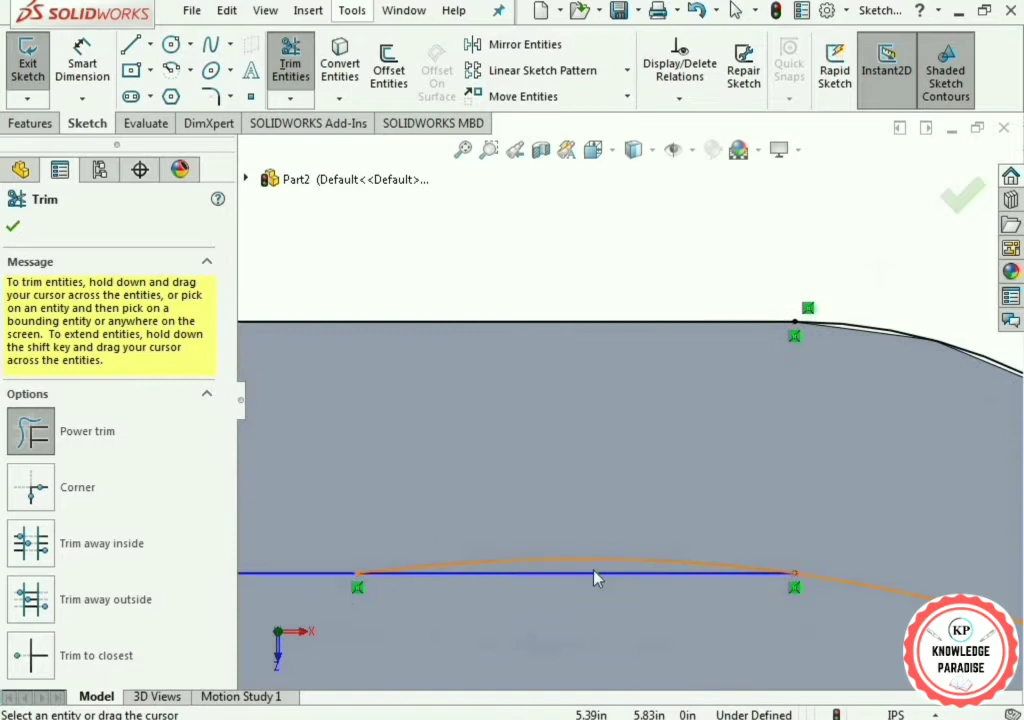 SOLIDWORKS File Edit View Insert Tools Window Help Sketch... ?
Exit Sketch
Smart Dimension
Trim Entities
Convert Entities
Offset Entities
Offset On Surface
Mirror Entities
Linear Sketch Pattern
Move Entities
Display/Delete Relations
Repair Sketch
Quick Snaps
Rapid Sketch
Instant2D
Shaded Sketch Contours
Features Sketch Evaluate DimXpert SOLIDWORKS Add-Ins SOLIDWORKS MBD
Part2 (Default<<Default>...
Trim
Message
To trim entities, hold down and drag
your cursor across the entities, or pick
on an entity and then pick on a
bounding entity or anywhere on the
screen. To extend entities, hold down
the shift key and drag your cursor
across the entities.
Options
Power trim
Corner
Trim away inside
Trim away outside
Trim to closest
X
Z
KP
KNOWLEDGE
PARADISE
Model 3D Views Motion Study 1
Select an entity or drag the cursor 5.39in 5.83in 0in Under Defined IPS